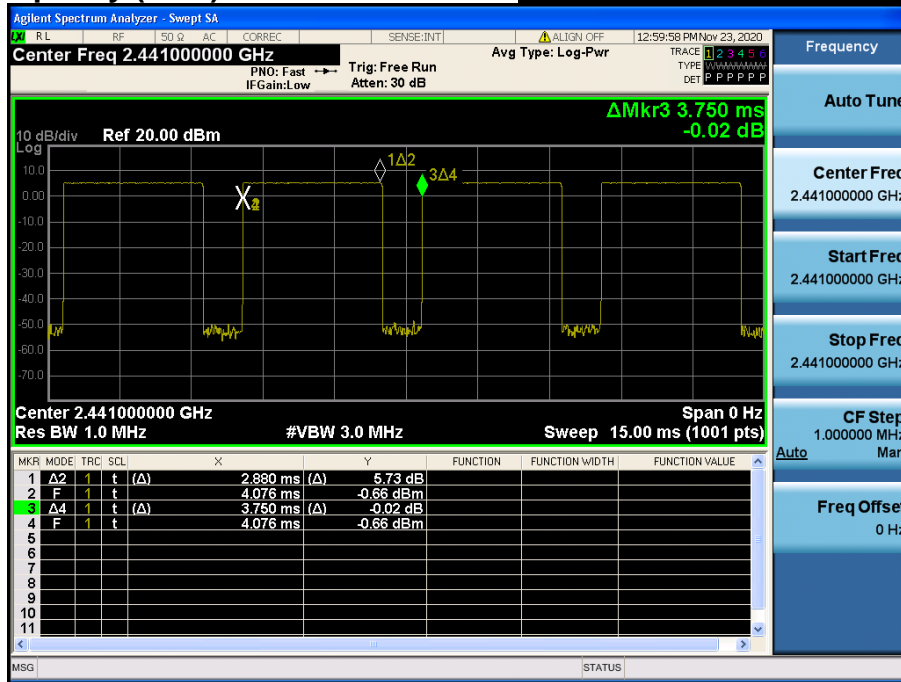 Agilent Spectrum Analyzer - Swept SA
LXI RL RF 50 Ω AC CORREC SENSE:INT ALIGN OFF 12:59:58 PM Nov 23, 2020
Center Freq 2.441000000 GHz
PNO: Fast
IFGain:Low
Trig: Free Run
Atten: 30 dB
Avg Type: Log-Pwr
TRACE 1 2 3 4 5 6
TYPE
DET P P P P P P
ΔMkr3 3.750 ms
-0.02 dB
10 dB/div Ref 20.00 dBm
Log
10.0
0.00
-10.0
-20.0
-30.0
-40.0
-50.0
-60.0
-70.0
1Δ2
3Δ4
Center 2.441000000 GHz Span 0 Hz
Res BW 1.0 MHz #VBW 3.0 MHz Sweep 15.00 ms (1001 pts)
MKR MODE TRC SCL X Y FUNCTION FUNCTION WIDTH FUNCTION VALUE
1 Δ2 1 t (Δ) 2.880 ms (Δ) 5.73 dB
2 F 1 t 4.076 ms -0.66 dBm
3 Δ4 1 t (Δ) 3.750 ms (Δ) -0.02 dB
4 F 1 t 4.076 ms -0.66 dBm
5
6
7
8
9
10
11
MSG STATUS
Frequency
Auto Tune
Center Freq
2.441000000 GHz
Start Freq
2.441000000 GHz
Stop Freq
2.441000000 GHz
CF Step
1.000000 MHz
Auto Man
Freq Offset
0 Hz